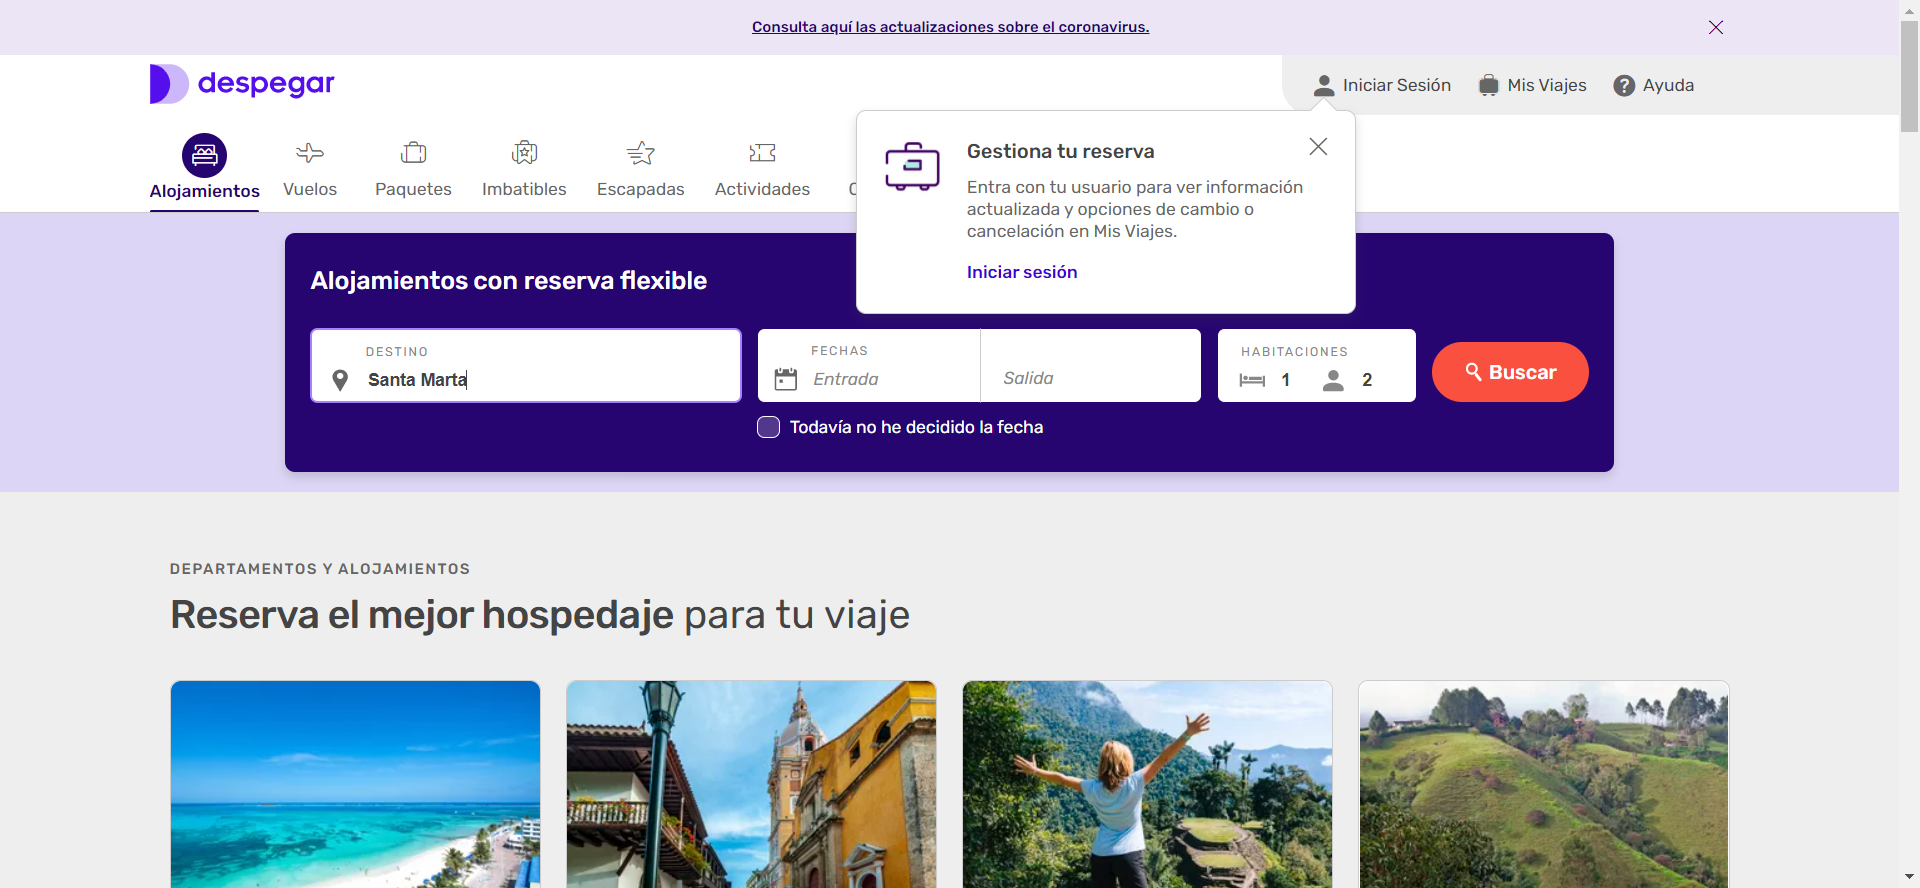 Consulta aquí las actualizaciones sobre el coronavirus.
despegar
Iniciar Sesión
Mis Viajes
Ayuda
Alojamientos
Vuelos
Paquetes
Imbatibles
Escapadas
Actividades
Gestiona tu reserva
Entra con tu usuario para ver información
actualizada y opciones de cambio o
cancelación en Mis Viajes.
Iniciar sesión
Alojamientos con reserva flexible
DESTINO
Santa Marta
FECHAS
Entrada
Salida
HABITACIONES
1
2
Buscar
Todavía no he decidido la fecha
DEPARTAMENTOS Y ALOJAMIENTOS
Reserva el mejor hospedaje para tu viaje